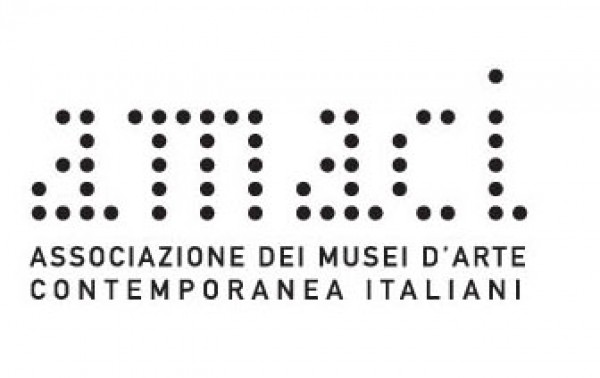 amaci
ASSOCIAZIONE DEI MUSEI D'ARTE
CONTEMPORANEA ITALIANI